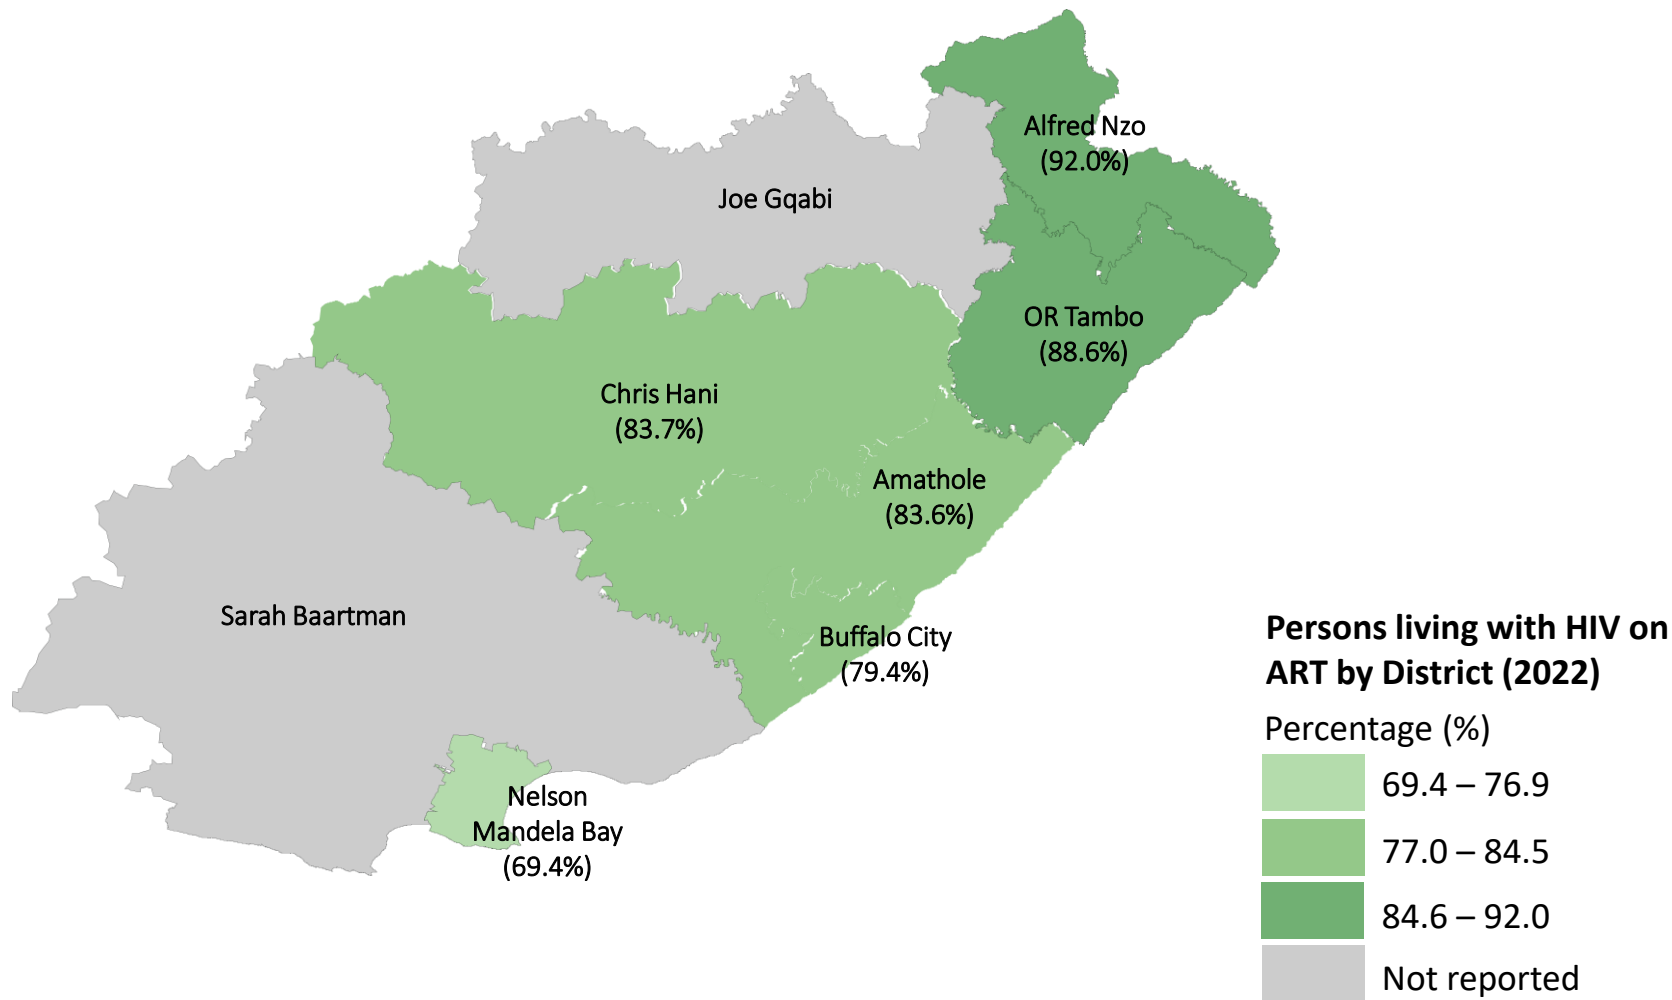 Alfred Nzo
(92.0%)
Joe Gqabi
OR Tambo
(88.6%)
Chris Hani
(83.7%)
Amathole
(83.6%)
Sarah Baartman
Buffalo City
(79.4%)
Nelson
Mandela Bay
(69.4%)
Persons living with HIV on
ART by District (2022)
Percentage (%)
69.4 – 76.9
77.0 – 84.5
84.6 – 92.0
Not reported